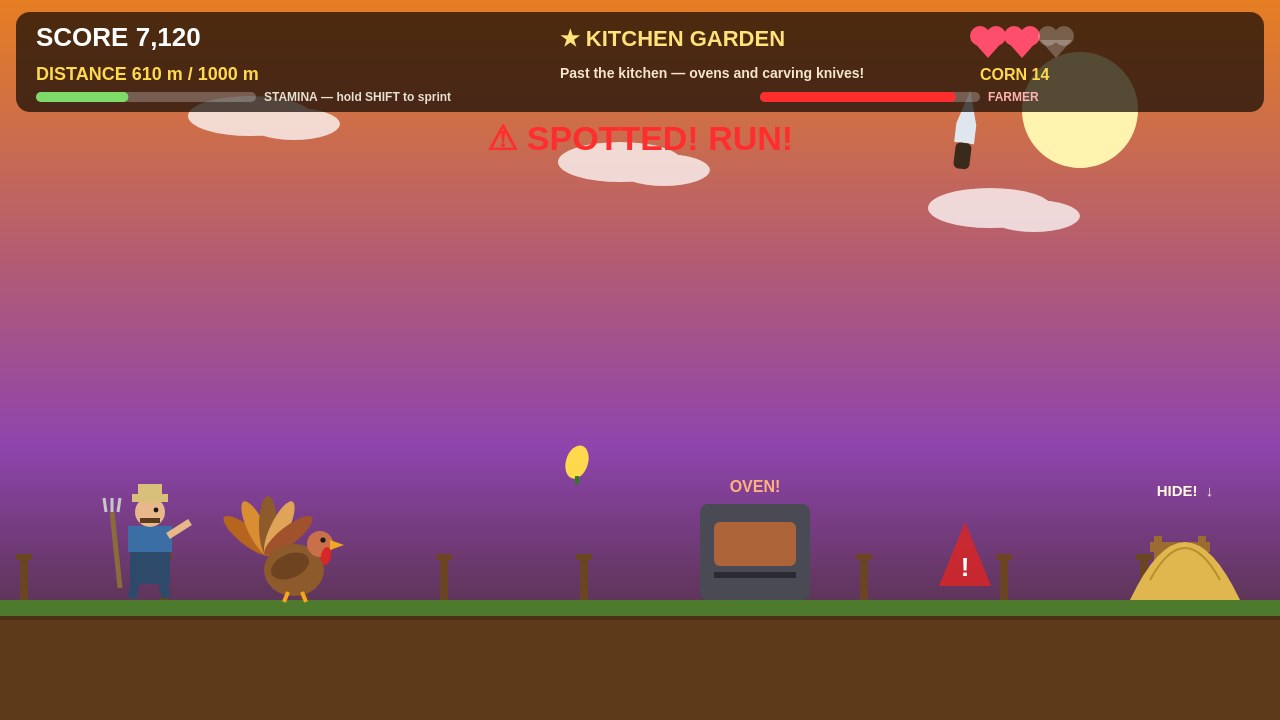 SCORE 7,120
★ KITCHEN GARDEN
DISTANCE 610 m / 1000 m
Past the kitchen — ovens and carving knives!
CORN 14
STAMINA — hold SHIFT to sprint
FARMER
⚠ SPOTTED! RUN!
OVEN!
HIDE! ↓
!